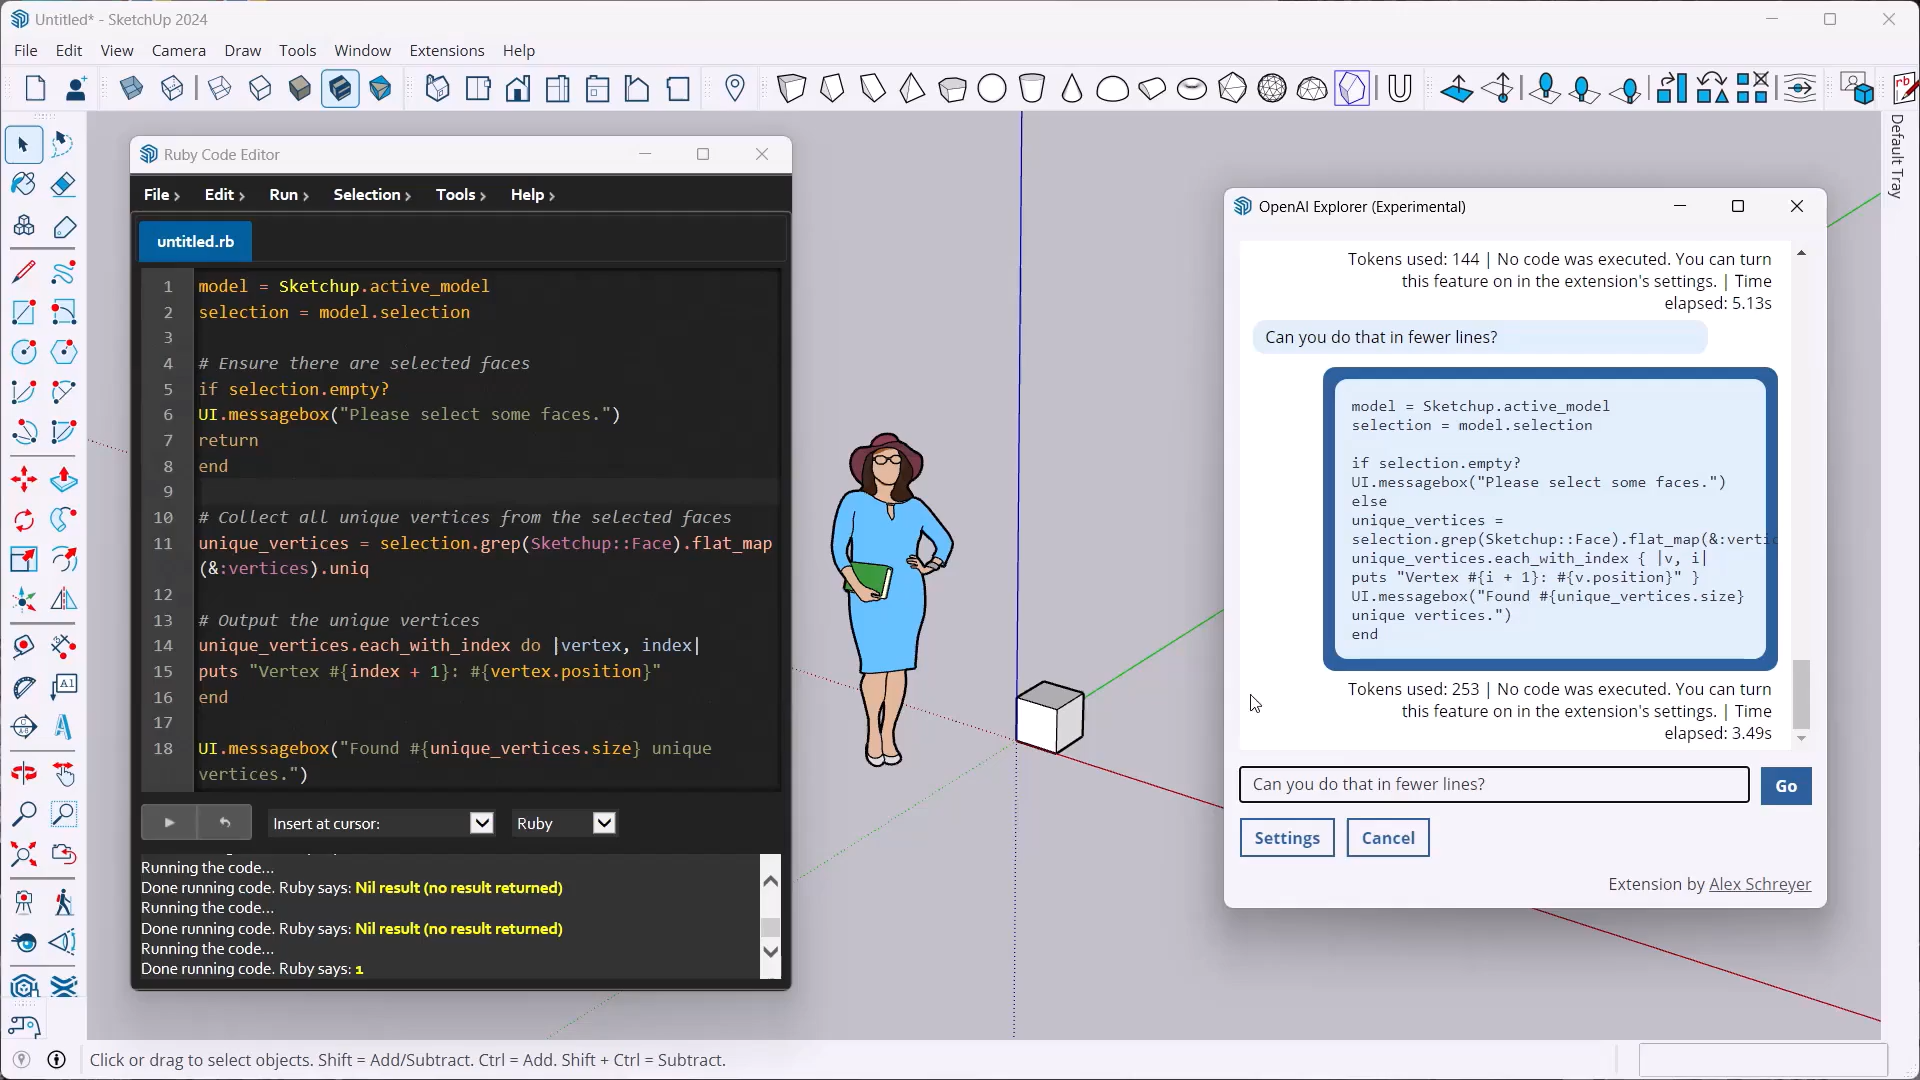 Untitled* - SketchUp 2024
File Edit View Camera Draw Tools Window Extensions Help
Default Tray
Ruby Code Editor
File › Edit › Run › Selection › Tools › Help ›
untitled.rb
1 model = Sketchup.active_model
2 selection = model.selection
3
4 # Ensure there are selected faces
5 if selection.empty?
6 UI.messagebox("Please select some faces.")
7 return
8 end
9
10 # Collect all unique vertices from the selected faces
11 unique_vertices = selection.grep(Sketchup::Face).flat_map
(&:vertices).uniq
12
13 # Output the unique vertices
14 unique_vertices.each_with_index do |vertex, index|
15 puts "Vertex #{index + 1}: #{vertex.position}"
16 end
17
18 UI.messagebox("Found #{unique_vertices.size} unique
vertices.")
Insert at cursor: Ruby
Running the code...
Done running code. Ruby says: Nil result (no result returned)
Running the code...
Done running code. Ruby says: Nil result (no result returned)
Running the code...
Done running code. Ruby says: 1
OpenAI Explorer (Experimental)
Tokens used: 144 | No code was executed. You can turn
this feature on in the extension's settings. | Time
elapsed: 5.13s
Can you do that in fewer lines?
model = Sketchup.active_model
selection = model.selection
if selection.empty?
UI.messagebox("Please select some faces.")
else
unique_vertices =
selection.grep(Sketchup::Face).flat_map(&:vertic
unique_vertices.each_with_index { |v, i|
puts "Vertex #{i + 1}: #{v.position}" }
UI.messagebox("Found #{unique_vertices.size}
unique vertices.")
end
Tokens used: 253 | No code was executed. You can turn
this feature on in the extension's settings. | Time
elapsed: 3.49s
Can you do that in fewer lines?
Go
Settings Cancel
Extension by Alex Schreyer
Click or drag to select objects. Shift = Add/Subtract. Ctrl = Add. Shift + Ctrl = Subtract.